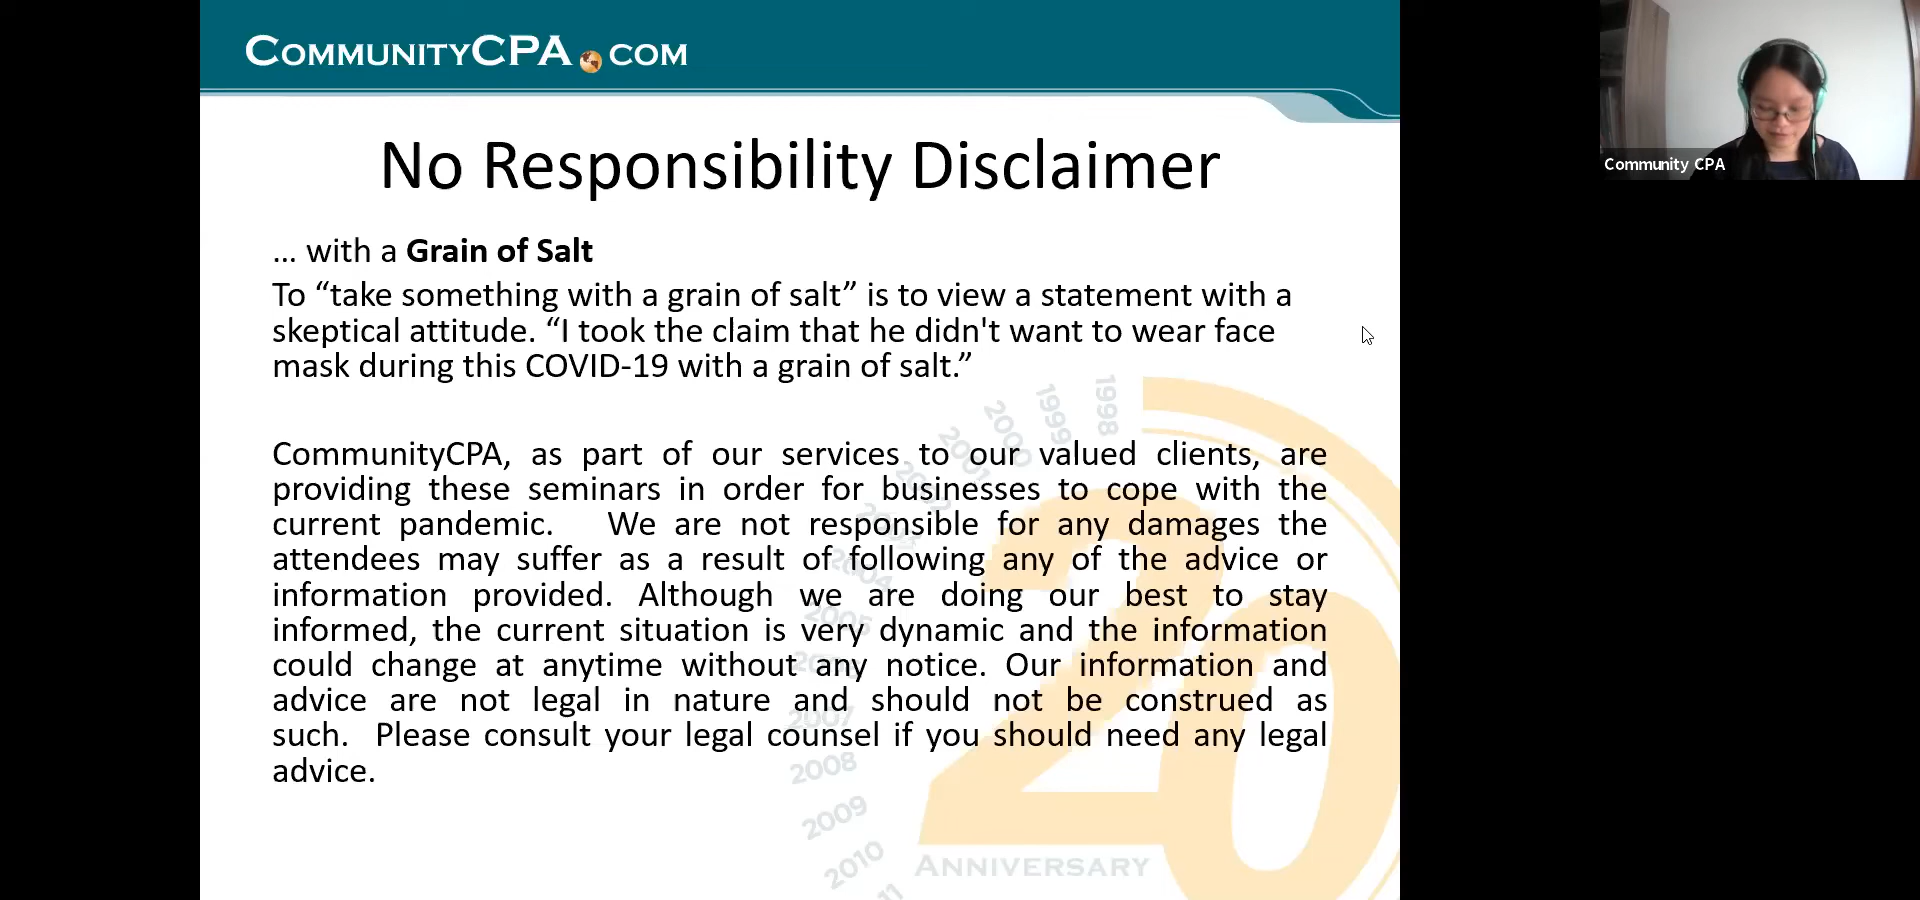 COMMUNITYCPA.COM
No Responsibility Disclaimer
Community CPA
... with a Grain of Salt
To “take something with a grain of salt” is to view a statement with a
skeptical attitude. “I took the claim that he didn't want to wear face
mask during this COVID-19 with a grain of salt.”
CommunityCPA, as part of our services to our valued clients, are
providing these seminars in order for businesses to cope with the
current pandemic. We are not responsible for any damages the
attendees may suffer as a result of following any of the advice or
information provided. Although we are doing our best to stay
informed, the current situation is very dynamic and the information
could change at anytime without any notice. Our information and
advice are not legal in nature and should not be construed as
such. Please consult your legal counsel if you should need any legal
advice.
1998
1999
2000
2001
2002
2003
2004
2005
2007
2008
2009
2010
11
20
ANNIVERSARY